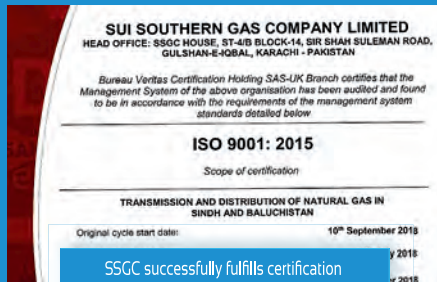 SUI SOUTHERN GAS COMPANY LIMITED
HEAD OFFICE: SSGC HOUSE, ST-4/B BLOCK-14, SIR SHAH SULEMAN ROAD,
GULSHAN-E-IQBAL, KARACHI - PAKISTAN
Bureau Veritas Certification Holding SAS-UK Branch certifies that the
Management System of the above organisation has been audited and found
to be in accordance with the requirements of the management system
standards detailed below
ISO 9001: 2015
Scope of certification
TRANSMISSION AND DISTRIBUTION OF NATURAL GAS IN
SINDH AND BALUCHISTAN
Original cycle start date: 10th September 2018
2018
SSGC successfully fulfills certification
2018